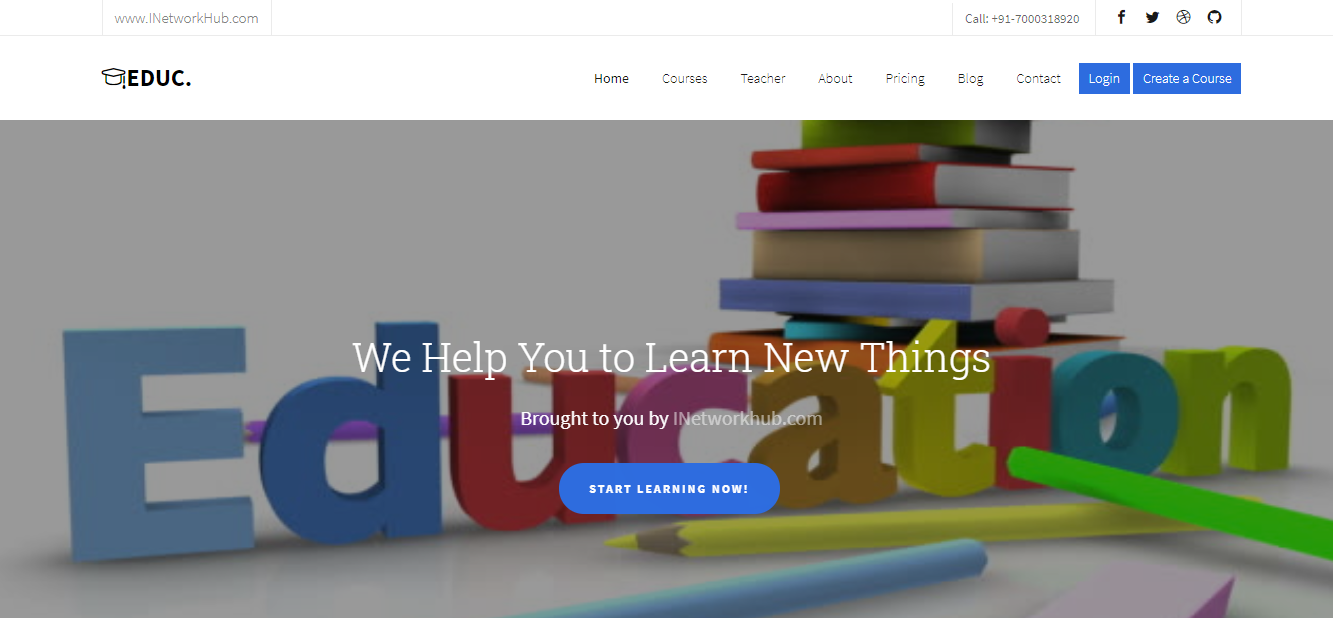 www.INetworkHub.com
Call: +91-7000318920
EDUC.
Home Courses Teacher About Pricing Blog Contact Login Create a Course
Education
We Help You to Learn New Things
Brought to you by INetworkhub.com
START LEARNING NOW!